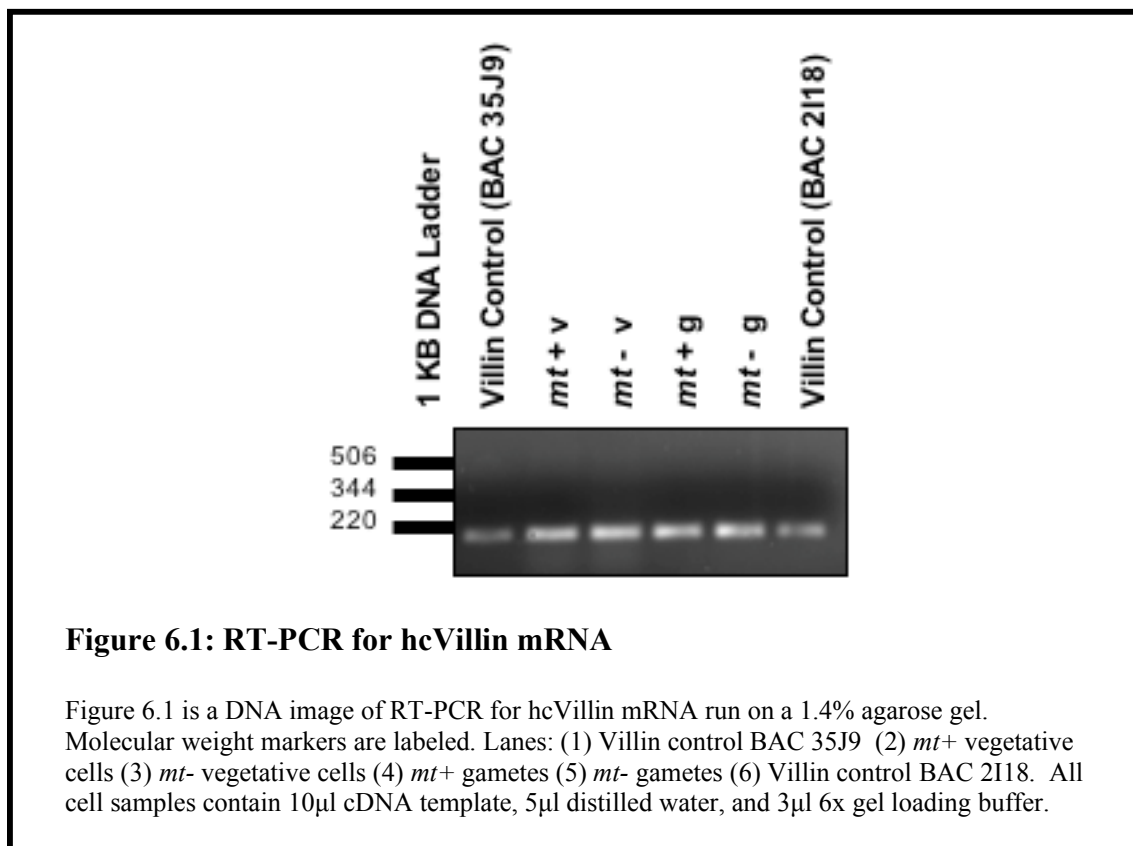 1 KB DNA Ladder
Villin Control (BAC 35J9)
mt + v
mt - v
mt + g
mt - g
Villin Control (BAC 2I18)
506
344
220
Figure 6.1: RT-PCR for hcVillin mRNA
Figure 6.1 is a DNA image of RT-PCR for hcVillin mRNA run on a 1.4% agarose gel.
Molecular weight markers are labeled. Lanes: (1) Villin control BAC 35J9 (2) mt+ vegetative
cells (3) mt- vegetative cells (4) mt+ gametes (5) mt- gametes (6) Villin control BAC 2I18. All
cell samples contain 10μl cDNA template, 5μl distilled water, and 3μl 6x gel loading buffer.